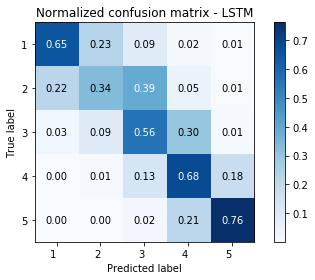 Normalized confusion matrix - LSTM
1 0.65 0.23 0.09 0.02 0.01
2 0.22 0.34 0.39 0.05 0.01
3 0.03 0.09 0.56 0.30 0.01
4 0.00 0.01 0.13 0.68 0.18
5 0.00 0.00 0.02 0.21 0.76
1 2 3 4 5
True label
Predicted label
0.7
0.6
0.5
0.4
0.3
0.2
0.1